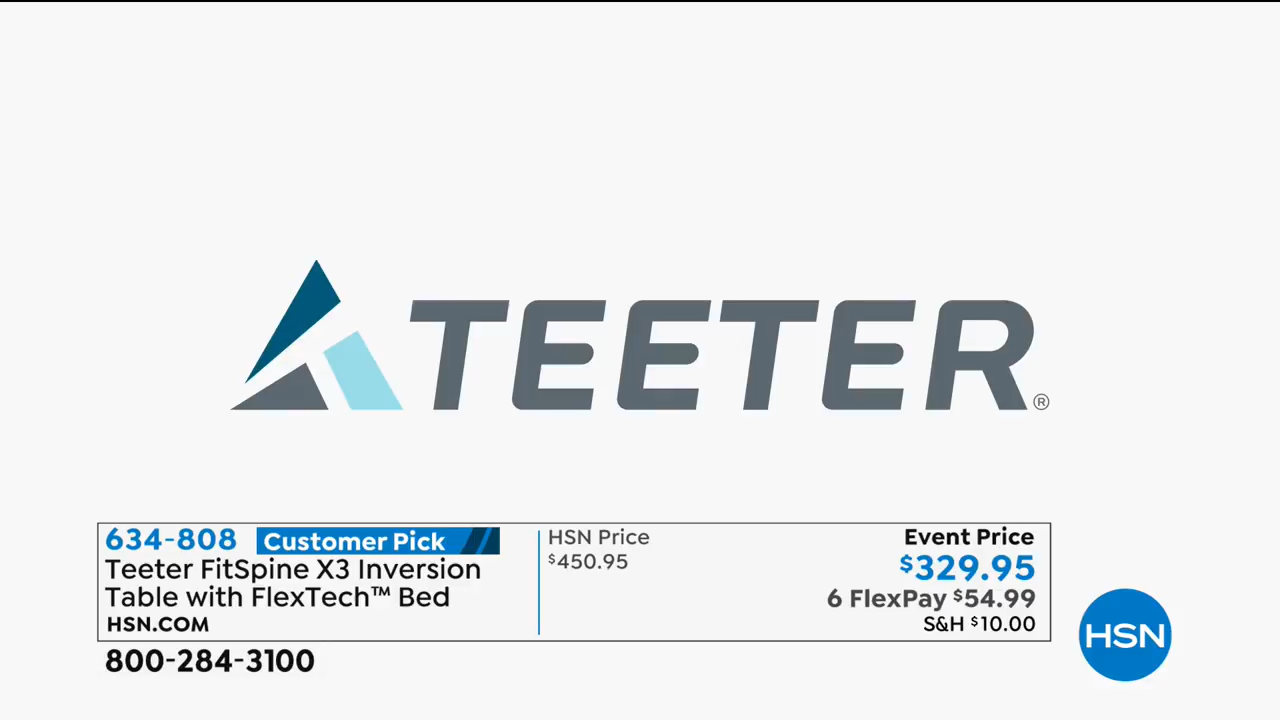 TEETER®
634-808 Customer Pick
Teeter FitSpine X3 Inversion
Table with FlexTech™ Bed
HSN.COM
HSN Price
$450.95
Event Price
$329.95
6 FlexPay $54.99
S&H $10.00
800-284-3100
HSN